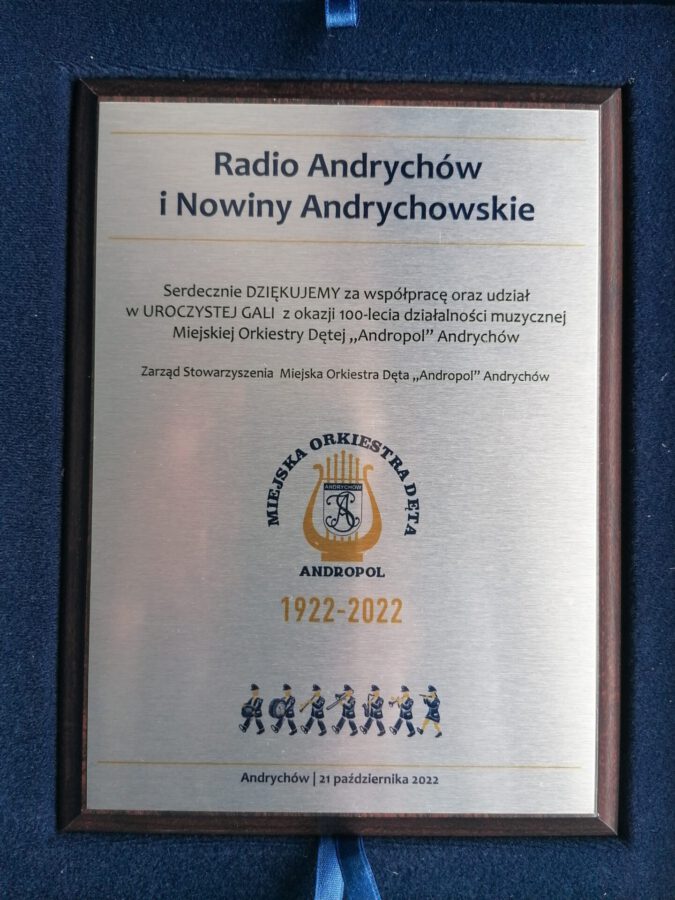 Radio Andrychów
i Nowiny Andrychowskie
Serdecznie DZIĘKUJEMY za współpracę oraz udział
w UROCZYSTEJ GALI z okazji 100-lecia działalności muzycznej
Miejskiej Orkiestry Dętej „Andropol” Andrychów
Zarząd Stowarzyszenia Miejska Orkiestra Dęta „Andropol” Andrychów
MIEJSKA ORKIESTRA DĘTA
ANDRYCHÓW
ANDROPOL
1922-2022
Andrychów | 21 października 2022